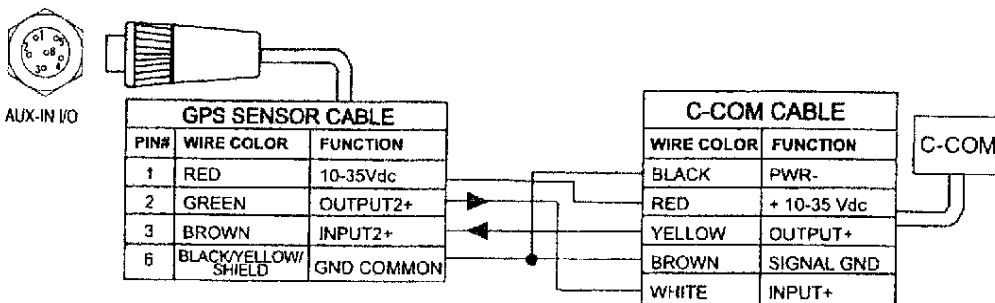 AUX-IN I/O
GPS SENSOR CABLE
PIN# WIRE COLOR FUNCTION
1 RED 10-35Vdc
2 GREEN OUTPUT2+
3 BROWN INPUT2+
6 BLACK/YELLOW/ SHIELD GND COMMON
C-COM CABLE
WIRE COLOR FUNCTION
BLACK PWR-
RED + 10-35 Vdc
YELLOW OUTPUT+
BROWN SIGNAL GND
WHITE INPUT+
C-COM